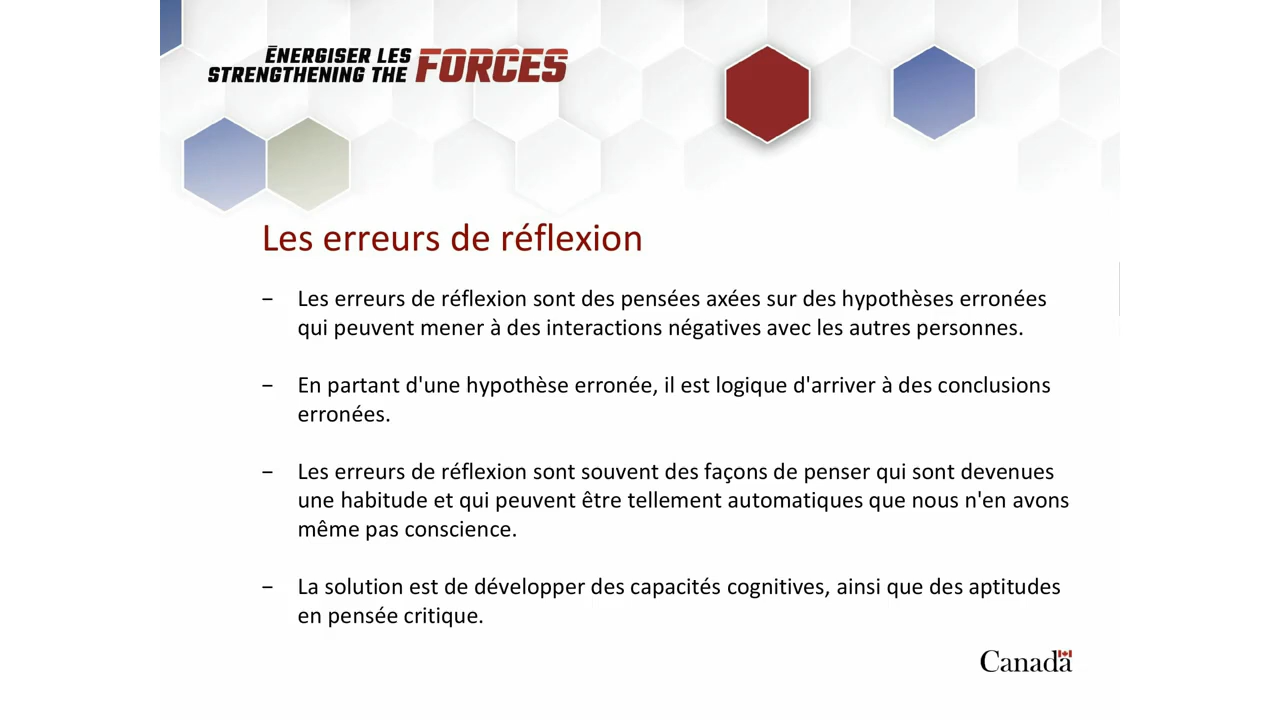 ÉNERGISER LES
STRENGTHENING THE FORCES
Les erreurs de réflexion
− Les erreurs de réflexion sont des pensées axées sur des hypothèses erronées
qui peuvent mener à des interactions négatives avec les autres personnes.
− En partant d'une hypothèse erronée, il est logique d'arriver à des conclusions
erronées.
− Les erreurs de réflexion sont souvent des façons de penser qui sont devenues
une habitude et qui peuvent être tellement automatiques que nous n'en avons
même pas conscience.
− La solution est de développer des capacités cognitives, ainsi que des aptitudes
en pensée critique.
Canada